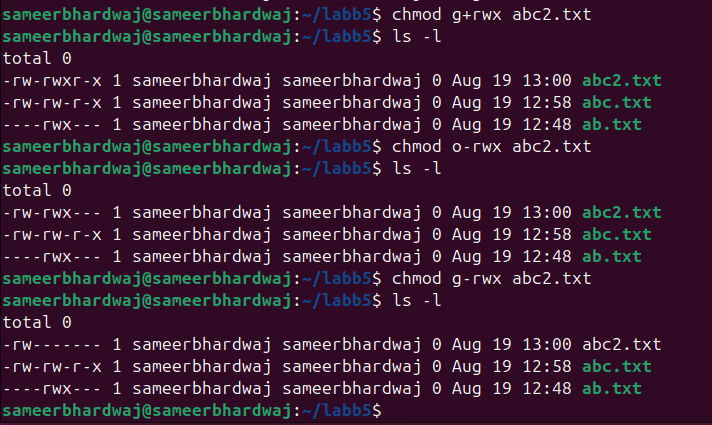 sameerbhardwaj@sameerbhardwaj:~/labb5$ chmod g+rwx abc2.txt
sameerbhardwaj@sameerbhardwaj:~/labb5$ ls -l
total 0
-rw-rwxr-x 1 sameerbhardwaj sameerbhardwaj 0 Aug 19 13:00 abc2.txt
-rw-rw-r-x 1 sameerbhardwaj sameerbhardwaj 0 Aug 19 12:58 abc.txt
----rwx--- 1 sameerbhardwaj sameerbhardwaj 0 Aug 19 12:48 ab.txt
sameerbhardwaj@sameerbhardwaj:~/labb5$ chmod o-rwx abc2.txt
sameerbhardwaj@sameerbhardwaj:~/labb5$ ls -l
total 0
-rw-rwx--- 1 sameerbhardwaj sameerbhardwaj 0 Aug 19 13:00 abc2.txt
-rw-rw-r-x 1 sameerbhardwaj sameerbhardwaj 0 Aug 19 12:58 abc.txt
----rwx--- 1 sameerbhardwaj sameerbhardwaj 0 Aug 19 12:48 ab.txt
sameerbhardwaj@sameerbhardwaj:~/labb5$ chmod g-rwx abc2.txt
sameerbhardwaj@sameerbhardwaj:~/labb5$ ls -l
total 0
-rw------- 1 sameerbhardwaj sameerbhardwaj 0 Aug 19 13:00 abc2.txt
-rw-rw-r-x 1 sameerbhardwaj sameerbhardwaj 0 Aug 19 12:58 abc.txt
----rwx--- 1 sameerbhardwaj sameerbhardwaj 0 Aug 19 12:48 ab.txt
sameerbhardwaj@sameerbhardwaj:~/labb5$